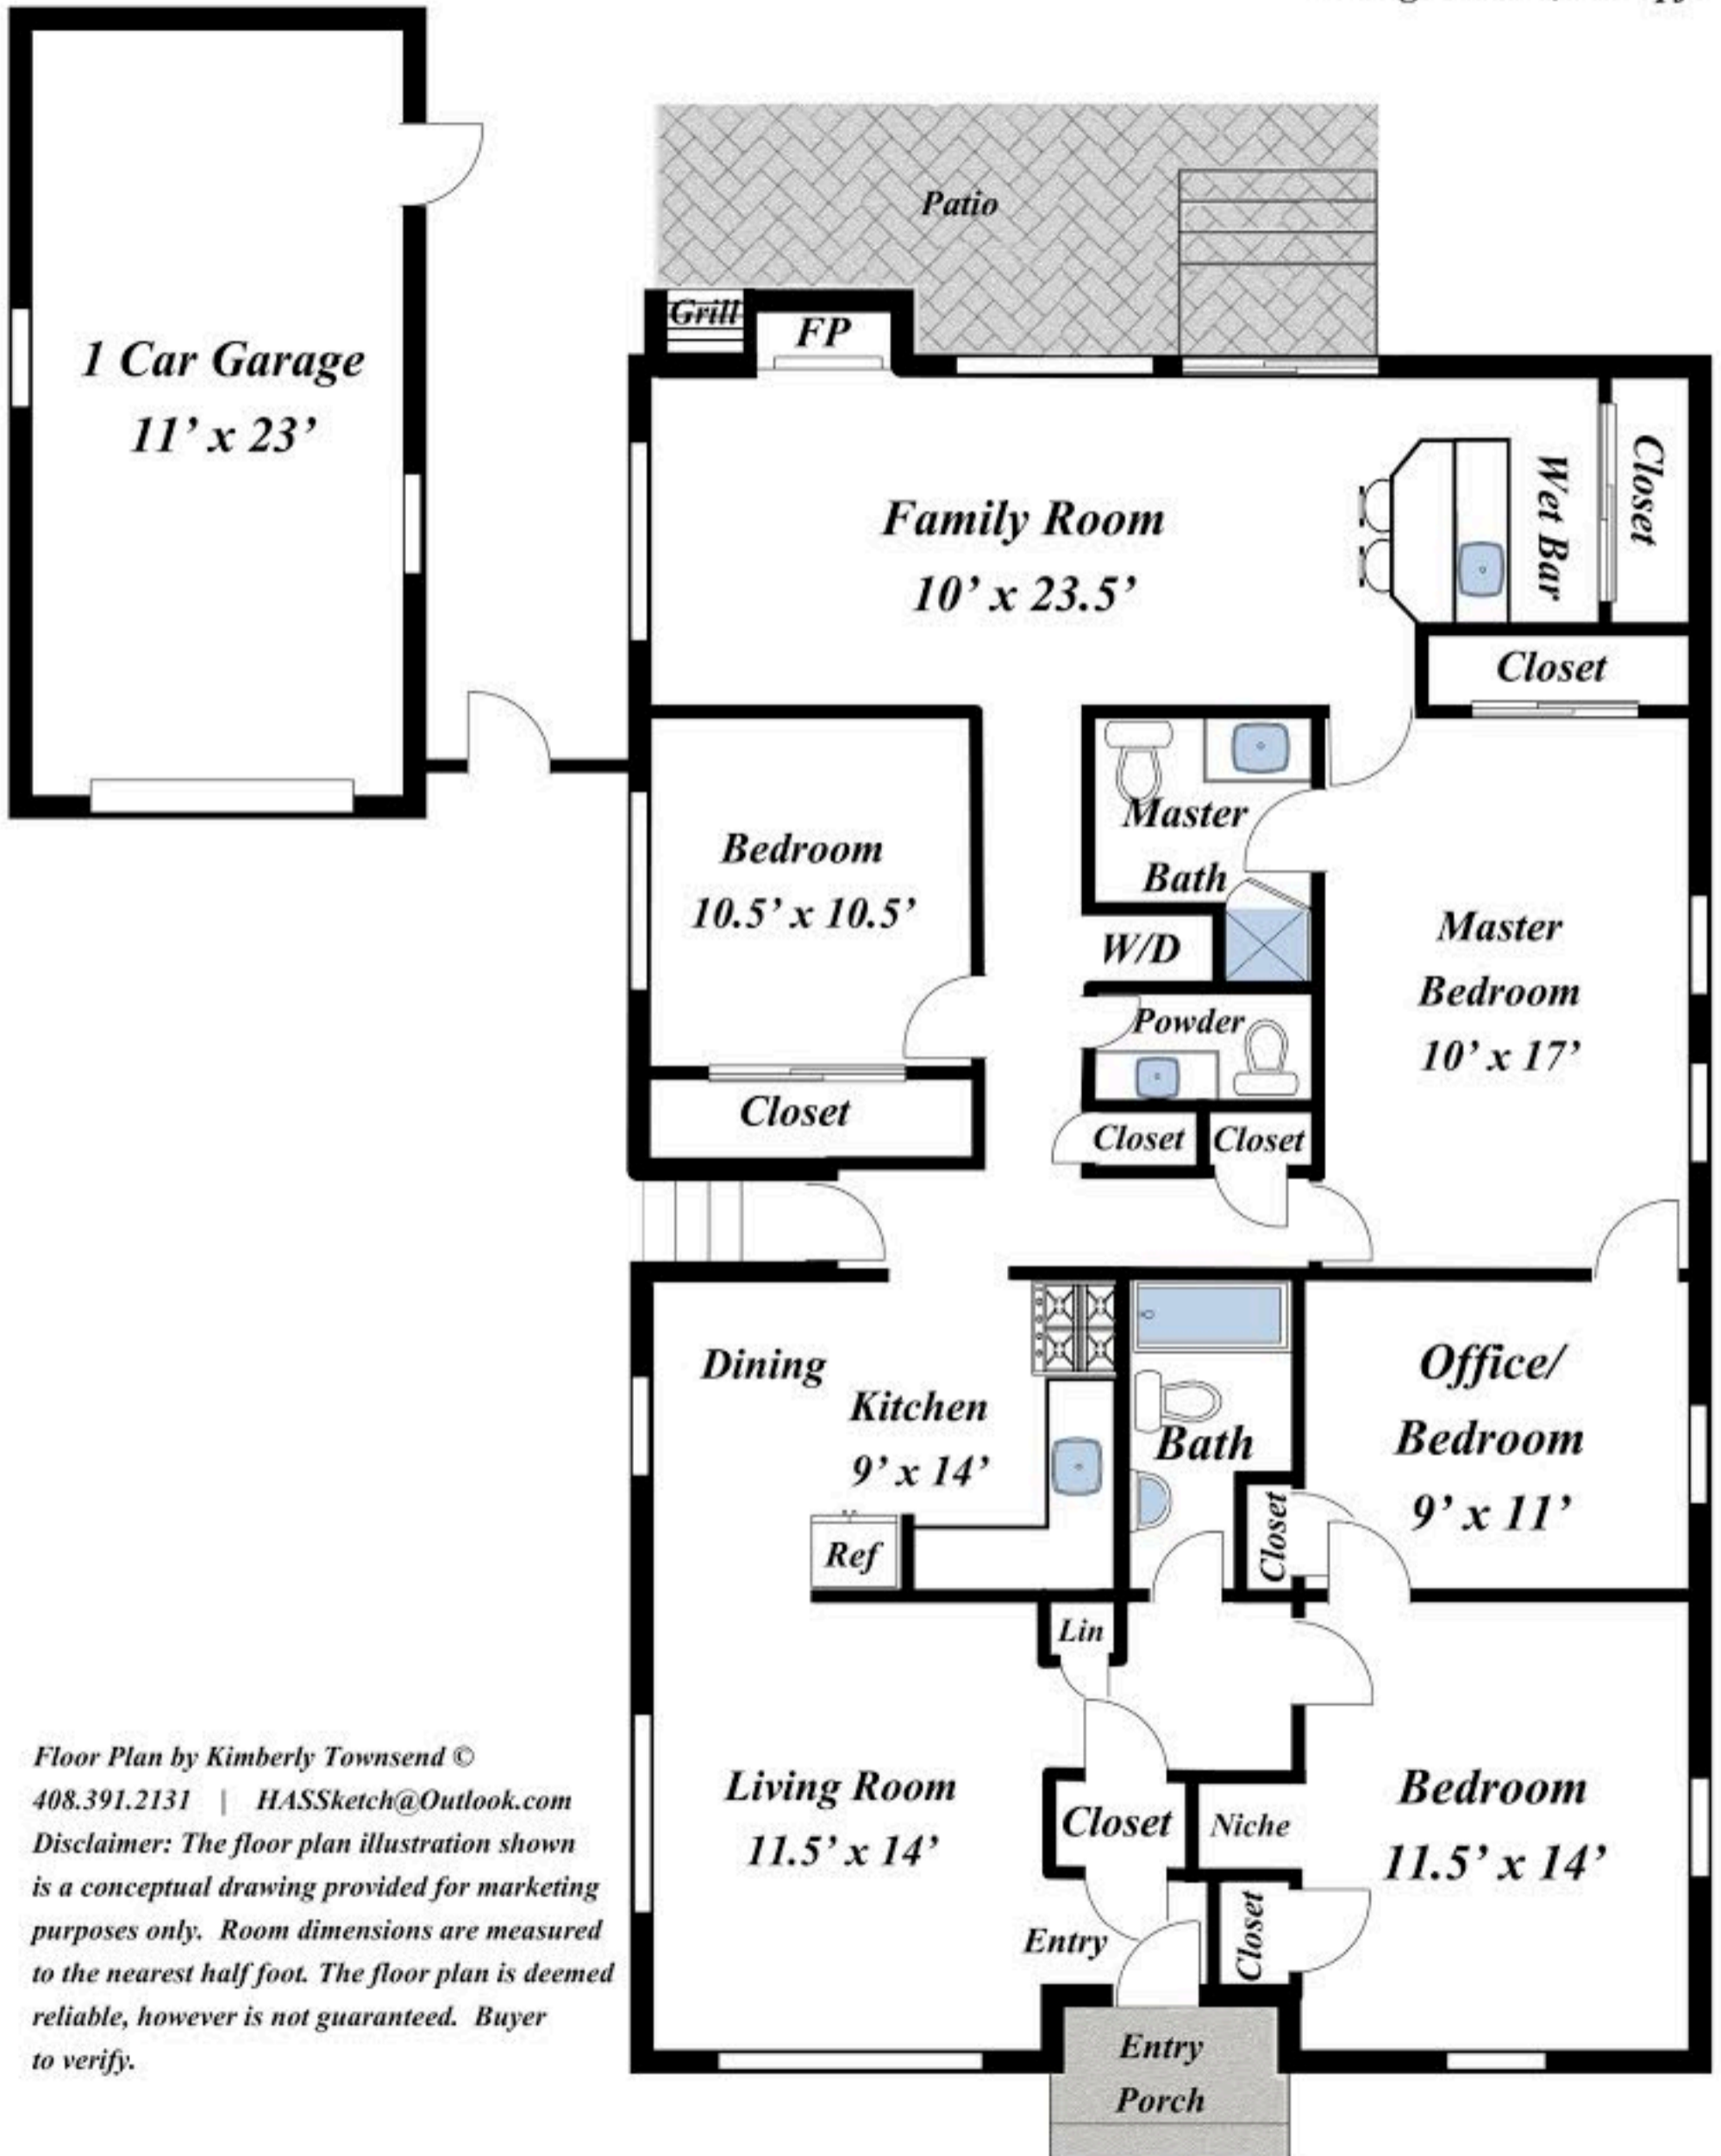 Patio
Grill
FP
1 Car Garage
11’ x 23’
Family Room
10’ x 23.5’
Wet Bar
Closet
Closet
Bedroom
10.5’ x 10.5’
Closet
Master
Bath
W/D
Powder
Closet
Closet
Master
Bedroom
10’ x 17’
Dining
Kitchen
9’ x 14’
Ref
Bath
Closet
Office/
Bedroom
9’ x 11’
Lin
Living Room
11.5’ x 14’
Closet
Niche
Bedroom
11.5’ x 14’
Closet
Entry
Entry
Porch
Floor Plan by Kimberly Townsend ©
408.391.2131 | HASSketch@Outlook.com
Disclaimer: The floor plan illustration shown
is a conceptual drawing provided for marketing
purposes only. Room dimensions are measured
to the nearest half foot. The floor plan is deemed
reliable, however is not guaranteed. Buyer
to verify.